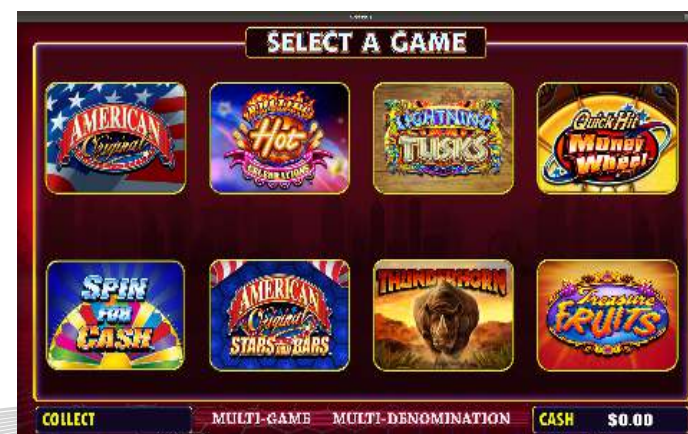 SELECT A GAME
AMERICAN
Original
Hot
CELEBRATIONS
LIGHTNING
TUSKS
Quick Hit
Money
Wheel
SPIN
FOR
CASH
AMERICAN
Original
STARS AND BARS
THUNDERHORN
Treasure
FRUITS
COLLECT
MULTI-GAME MULTI-DENOMINATION
CASH $0.00